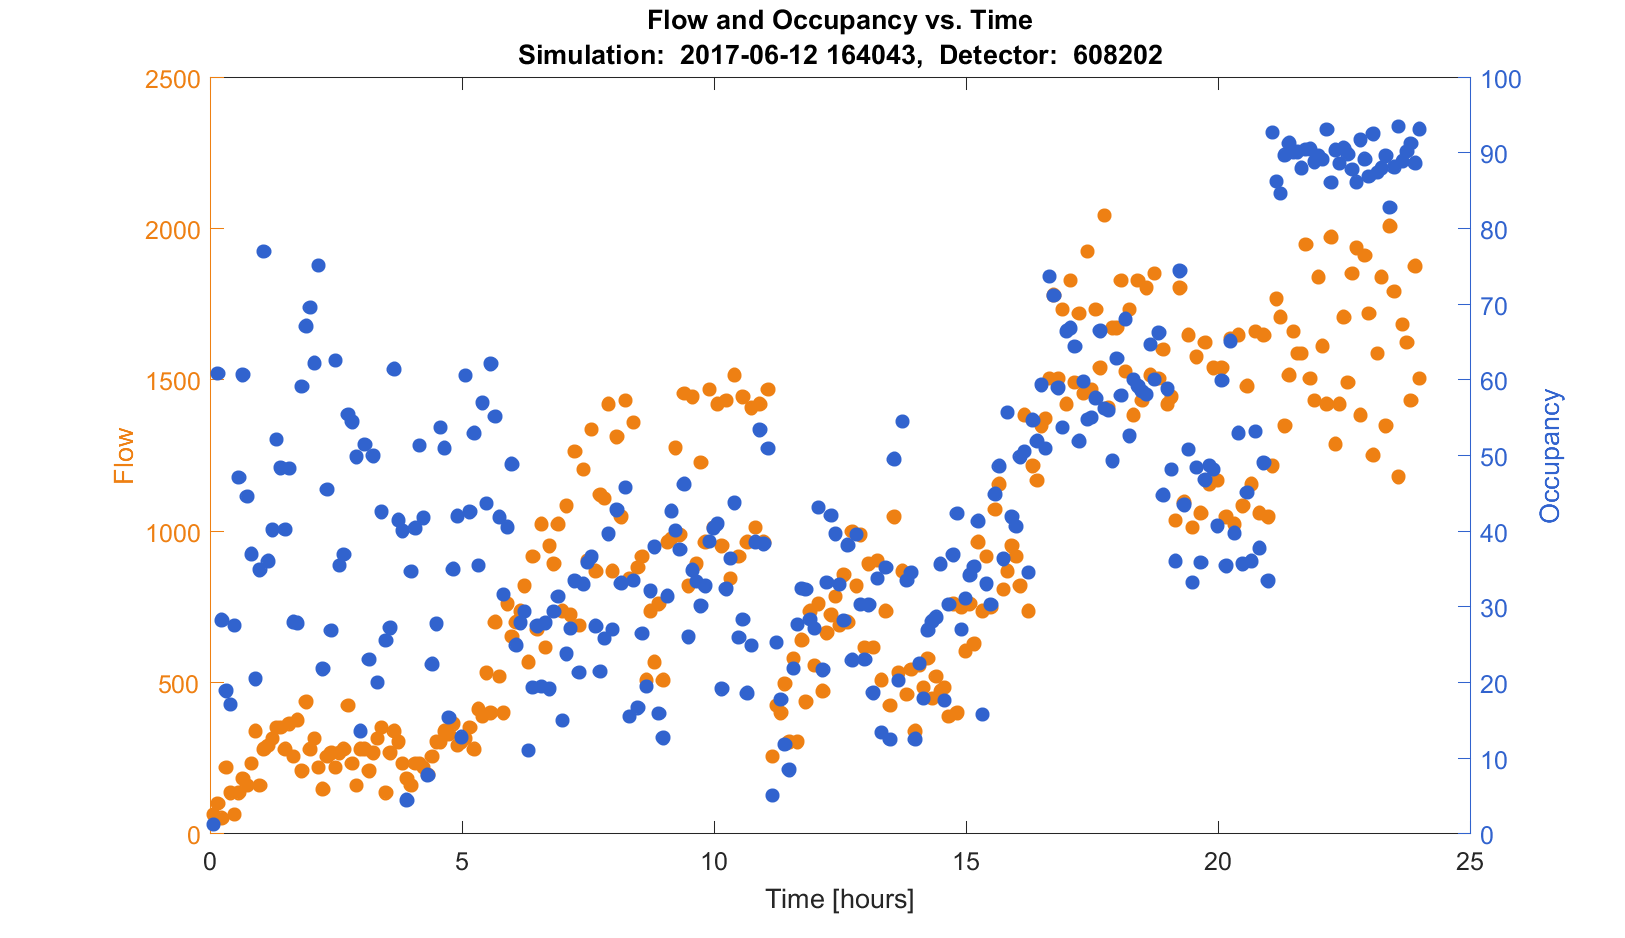 Flow and Occupancy vs. Time
Simulation:  2017-06-12 164043,  Detector:  608202
2500
2000
1500
1000
500
0
Flow
100
90
80
70
60
50
40
30
20
10
0
Occupancy
0 5 10 15 20 25
Time [hours]